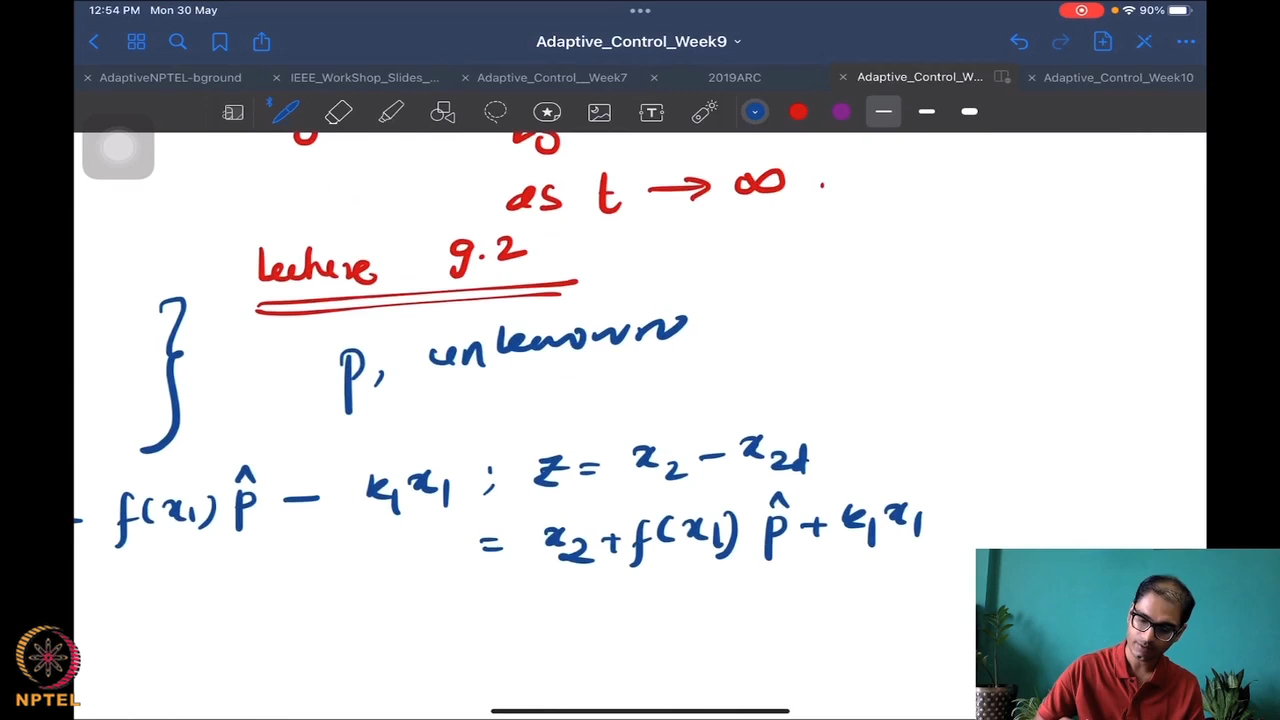 12:54 PM Mon 30 May
90%
Adaptive_Control_Week9
AdaptiveNPTEL-bground
IEEE_WorkShop_Slides_...
Adaptive_Control__Week7
2019ARC
Adaptive_Control_W...
Adaptive_Control_Week10
as t → ∞ .
Lecture 9.2
} p, unknown
- f(x₁) p̂ - k₁x₁ ; z = x₂ - x₂d
= x₂ + f(x₁) p̂ + k₁x₁
NPTEL